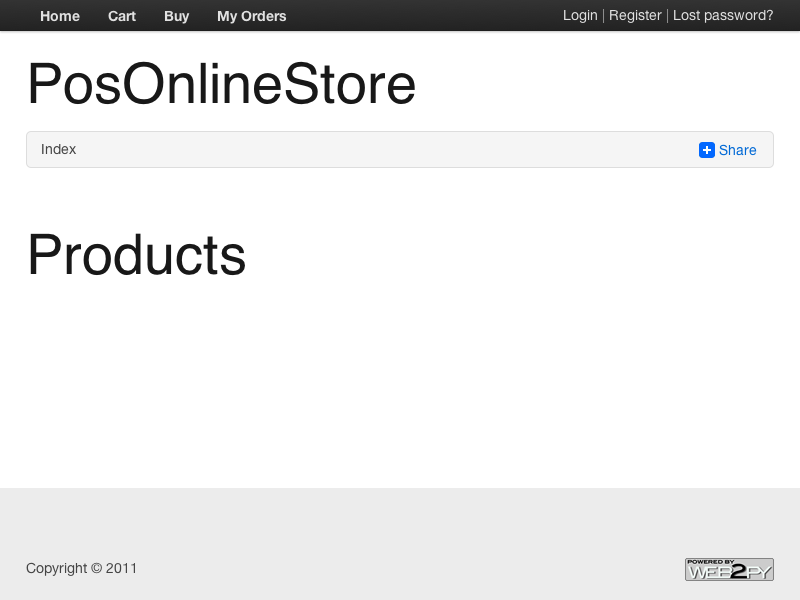 Home Cart Buy My Orders Login | Register | Lost password?
PosOnlineStore
Index Share
Products
Copyright © 2011
POWERED BY
WEB2PY